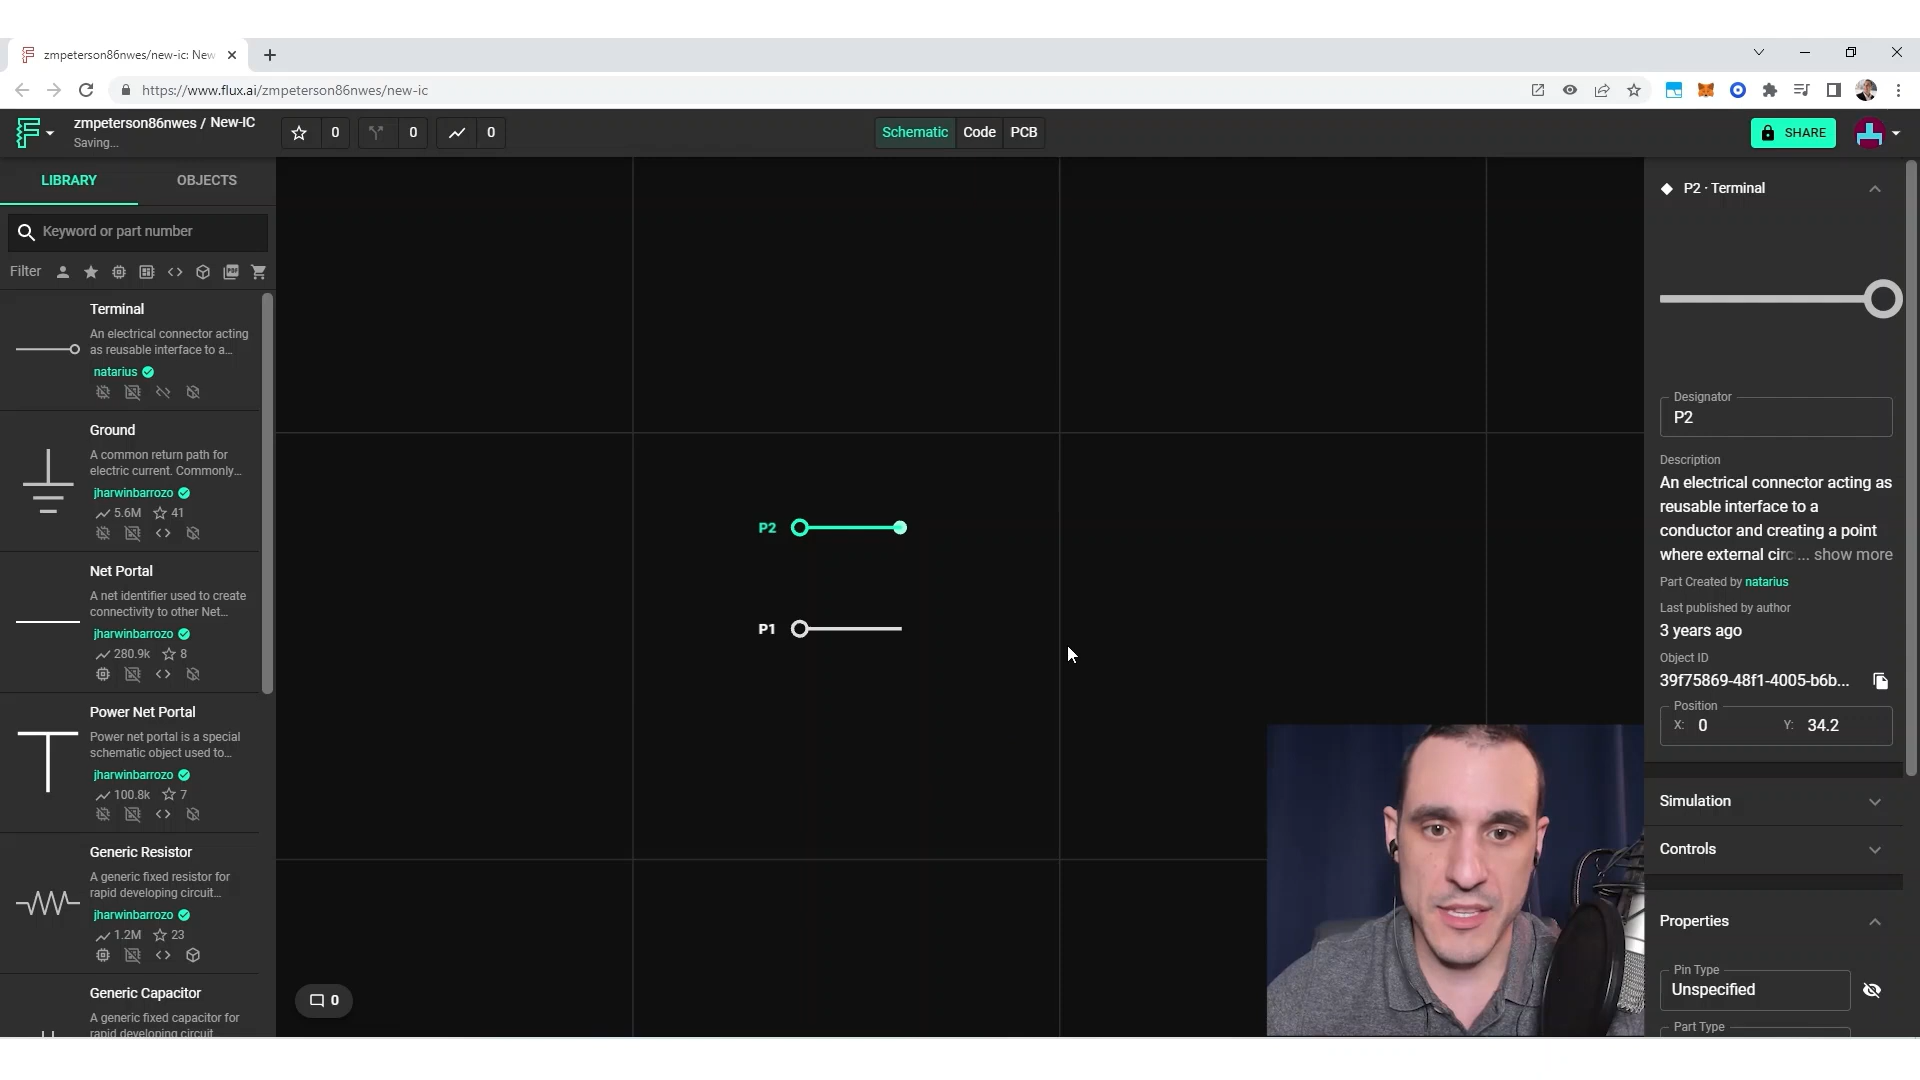 zmpeterson86nwes/new-ic: New
https://www.flux.ai/zmpeterson86nwes/new-ic
zmpeterson86nwes / New-IC
Saving...
0
0
0
Schematic
Code
PCB
SHARE
LIBRARY
OBJECTS
Keyword or part number
Filter
Terminal
An electrical connector acting
as reusable interface to a...
natarius
Ground
A common return path for
electric current. Commonly...
jharwinbarrozo
5.6M
41
Net Portal
A net identifier used to create
connectivity to other Net...
jharwinbarrozo
280.9k
8
Power Net Portal
Power net portal is a special
schematic object used to...
jharwinbarrozo
100.8k
7
Generic Resistor
A generic fixed resistor for
rapid developing circuit...
jharwinbarrozo
1.2M
23
Generic Capacitor
A generic fixed capacitor for
rapid developing circuit
P2
P1
0
P2 · Terminal
Designator
P2
Description
An electrical connector acting as
reusable interface to a
conductor and creating a point
where external circ... show more
Part Created by natarius
Last published by author
3 years ago
Object ID
39f75869-48f1-4005-b6b...
Position
X: 0
Y: 34.2
Simulation
Controls
Properties
Pin Type
Unspecified
Part Type